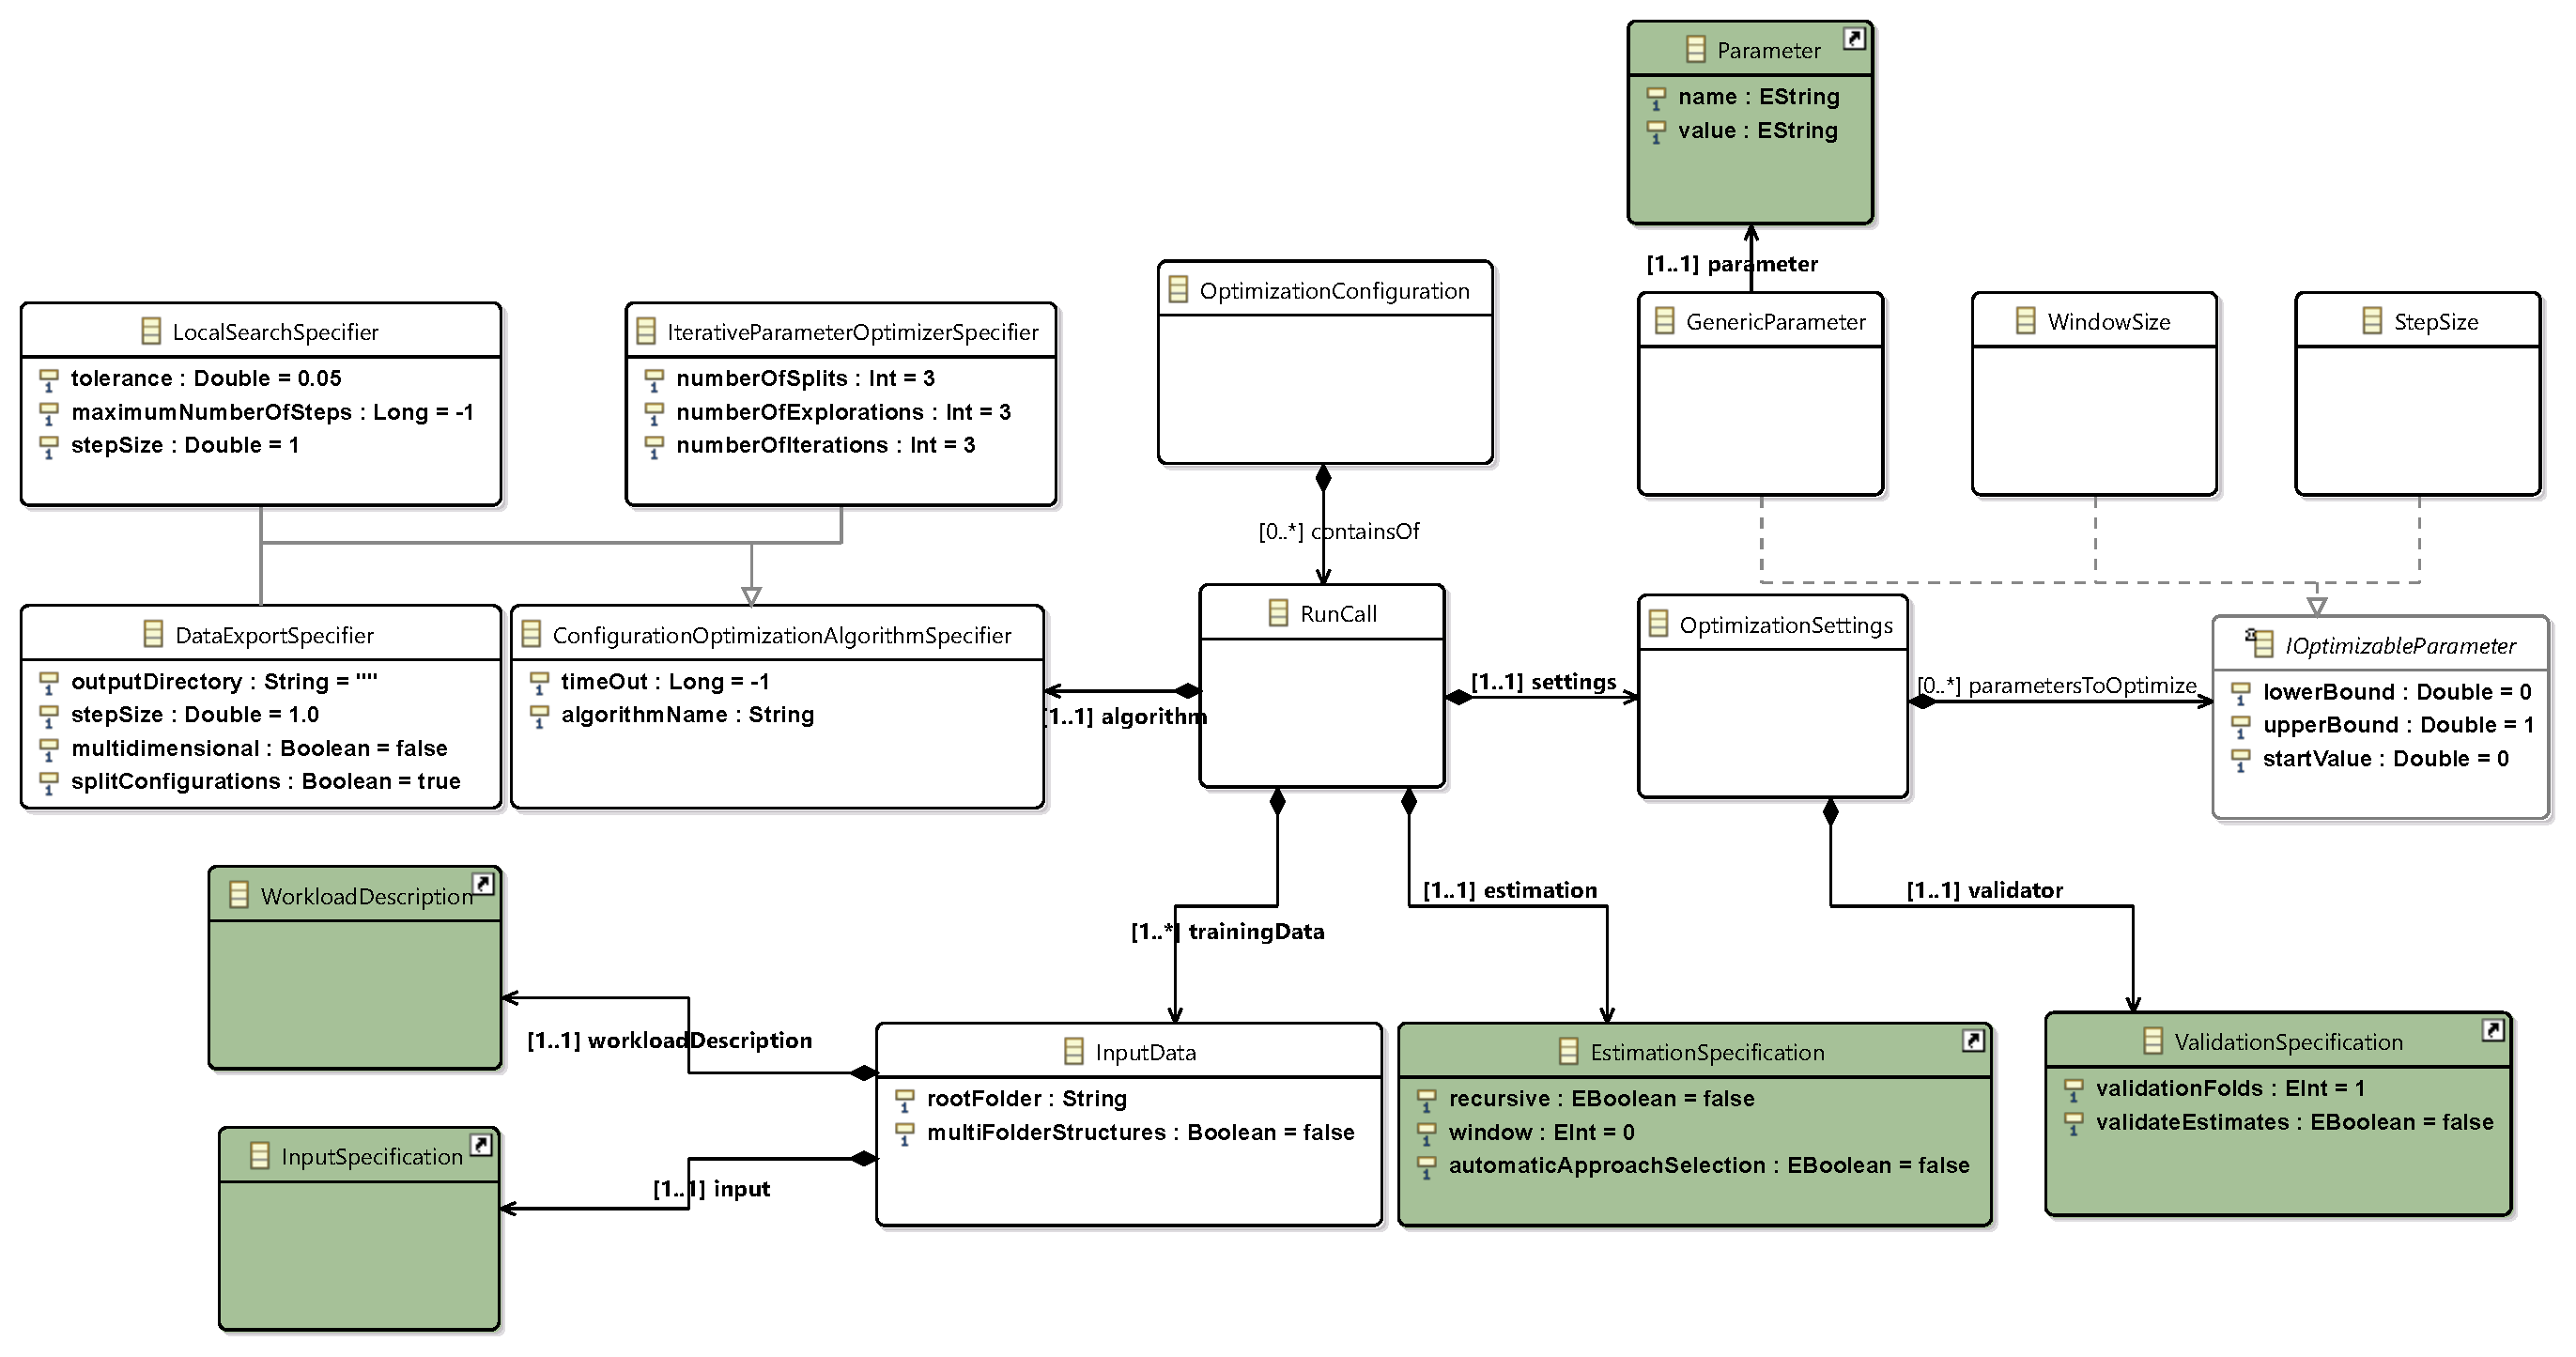 Parameter
name : EString
value : EString
[1..1] parameter
OptimizationConfiguration
GenericParameter
WindowSize
StepSize
LocalSearchSpecifier
tolerance : Double = 0.05
maximumNumberOfSteps : Long = -1
stepSize : Double = 1
IterativeParameterOptimizerSpecifier
numberOfSplits : Int = 3
numberOfExplorations : Int = 3
numberOfIterations : Int = 3
[0..*] containsOf
DataExportSpecifier
outputDirectory : String = ""
stepSize : Double = 1.0
multidimensional : Boolean = false
splitConfigurations : Boolean = true
ConfigurationOptimizationAlgorithmSpecifier
timeOut : Long = -1
algorithmName : String
[1..1] algorithm
RunCall
[1..1] settings
OptimizationSettings
[0..*] parametersToOptimize
IOptimizableParameter
lowerBound : Double = 0
upperBound : Double = 1
startValue : Double = 0
WorkloadDescription
[1..1] estimation
[1..1] validator
[1..*] trainingData
[1..1] workloadDescription
InputData
rootFolder : String
multiFolderStructures : Boolean = false
EstimationSpecification
recursive : EBoolean = false
window : EInt = 0
automaticApproachSelection : EBoolean = false
ValidationSpecification
validationFolds : EInt = 1
validateEstimates : EBoolean = false
InputSpecification
[1..1] input